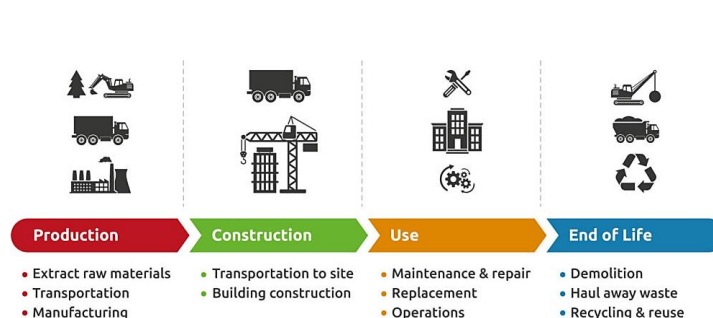 Production
• Extract raw materials
• Transportation
• Manufacturing
Construction
• Transportation to site
• Building construction
Use
• Maintenance & repair
• Replacement
• Operations
End of Life
• Demolition
• Haul away waste
• Recycling & reuse